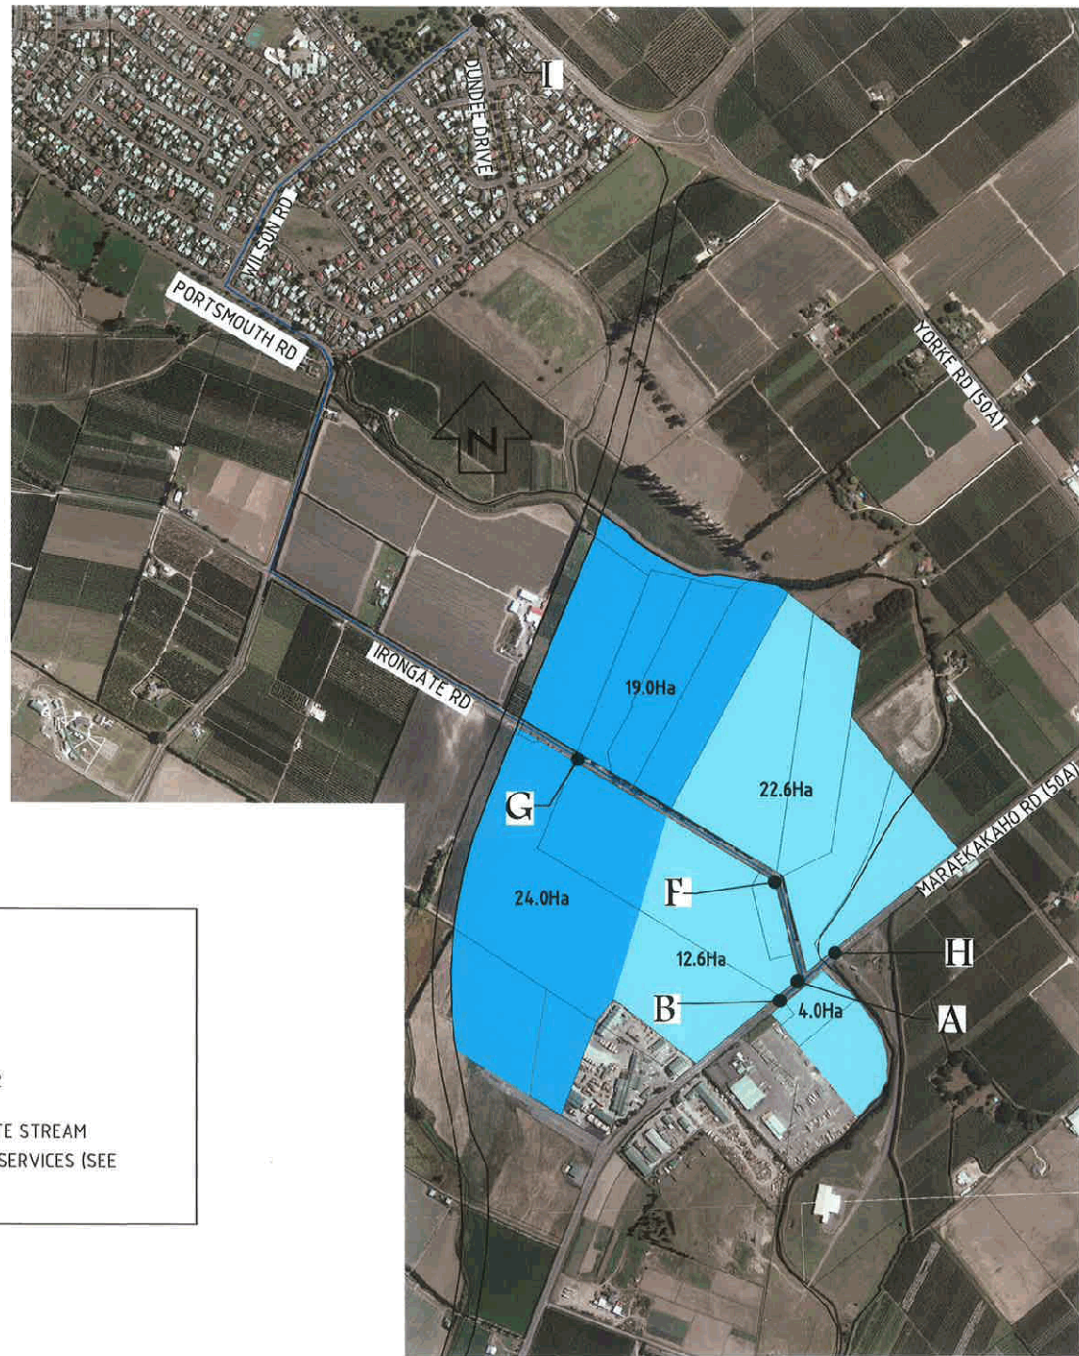 I
DUNDEE DRIVE
WILSON RD
PORTSMOUTH RD
YORKE RD (50A)
N
IRONGATE RD
19.0Ha
22.6Ha
MARAEKAKAHO RD (50A)
G
F
24.0Ha
12.6Ha
H
B
4.0Ha
A
TE STREAM
SERVICES (SEE